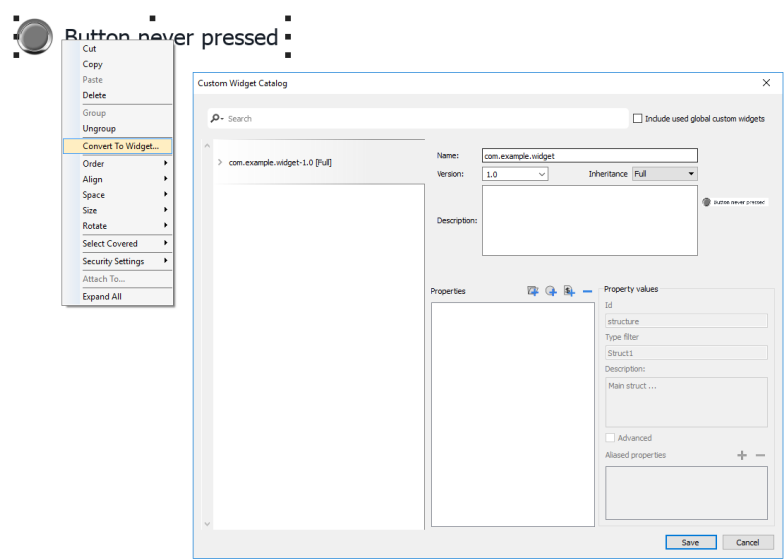 Button never pressed
Cut
Copy
Paste
Delete
Group
Ungroup
Convert To Widget...
Order
Align
Space
Size
Rotate
Select Covered
Security Settings
Attach To...
Expand All
Custom Widget Catalog
Search
Include used global custom widgets
com.example.widget-1.0 [Full]
Name: com.example.widget
Version: 1.0 Inheritance Full
Description:
Button never pressed
Properties
Property values
Id
structure
Type filter
Struct1
Description:
Main struct ...
Advanced
Aliased properties
Save Cancel